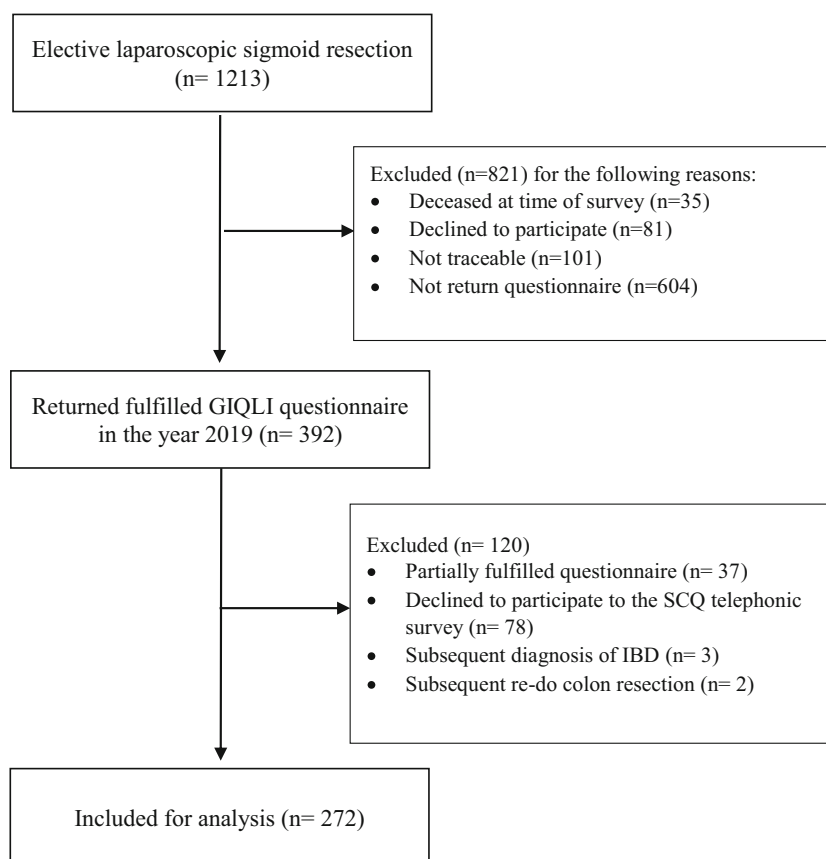 Elective laparoscopic sigmoid resection
(n= 1213)
Excluded (n=821) for the following reasons:
• Deceased at time of survey (n=35)
• Declined to participate (n=81)
• Not traceable (n=101)
• Not return questionnaire (n=604)
Returned fulfilled GIQLI questionnaire
in the year 2019 (n= 392)
Excluded (n= 120)
• Partially fulfilled questionnaire (n= 37)
• Declined to participate to the SCQ telephonic
survey (n= 78)
• Subsequent diagnosis of IBD (n= 3)
• Subsequent re-do colon resection (n= 2)
Included for analysis (n= 272)